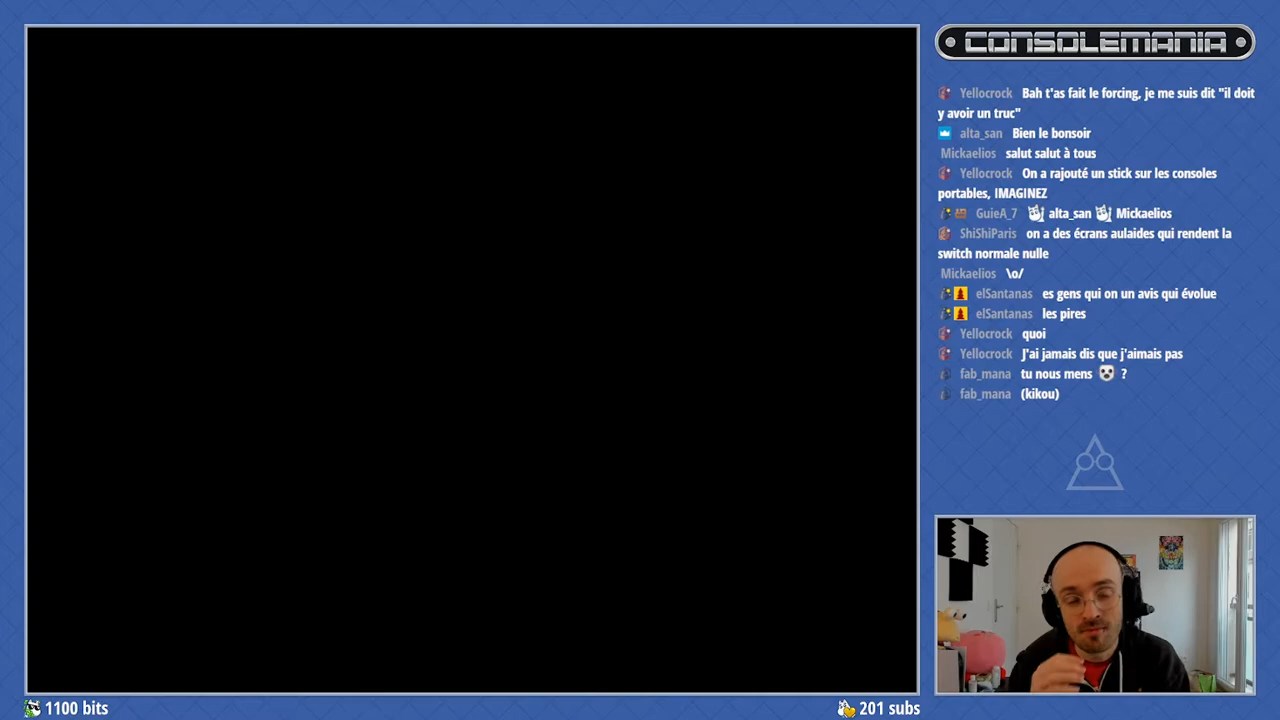 CONSOLEMANIA
Yellocrock Bah t'as fait le forcing, je me suis dit "il doit
y avoir un truc"
alta_san Bien le bonsoir
Mickaelios salut salut à tous
Yellocrock On a rajouté un stick sur les consoles
portables, IMAGINEZ
GuieA_7 alta_san Mickaelios
ShiShiParis on a des écrans aulaides qui rendent la
switch normale nulle
Mickaelios \o/
elSantanas es gens qui on un avis qui évolue
elSantanas les pires
Yellocrock quoi
Yellocrock J'ai jamais dis que j'aimais pas
fab_mana tu nous mens ?
fab_mana (kikou)
1100 bits
201 subs